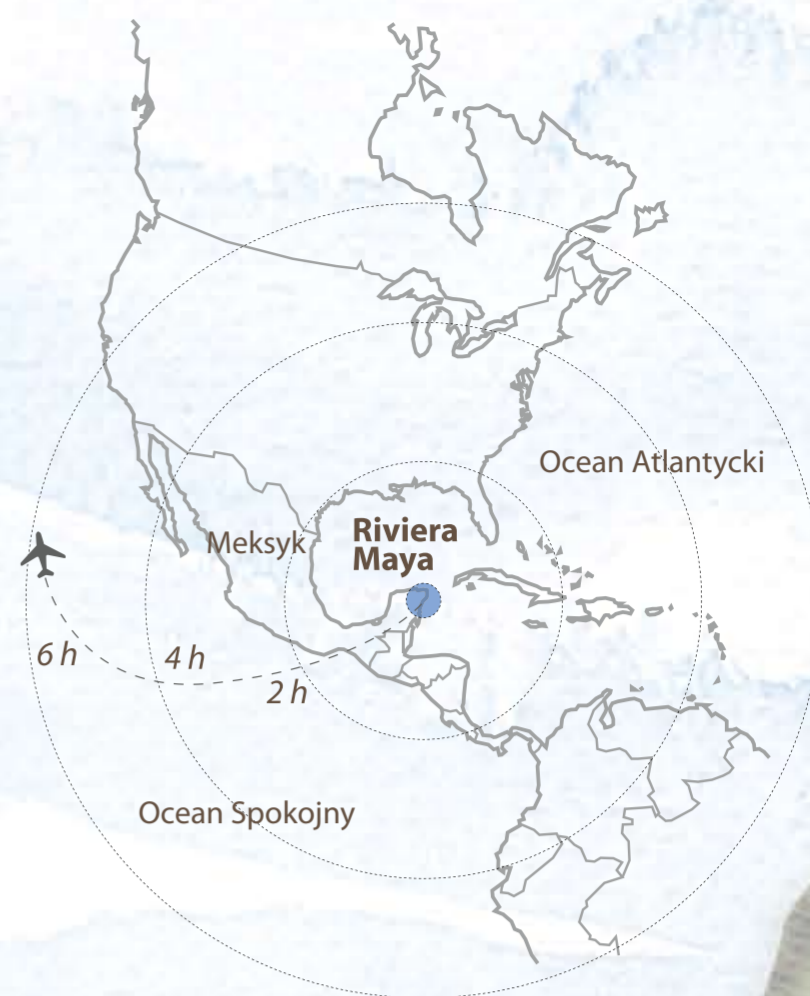 Ocean Atlantycki
Meksyk
Riviera
Maya
6 h
4 h
2 h
Ocean Spokojny